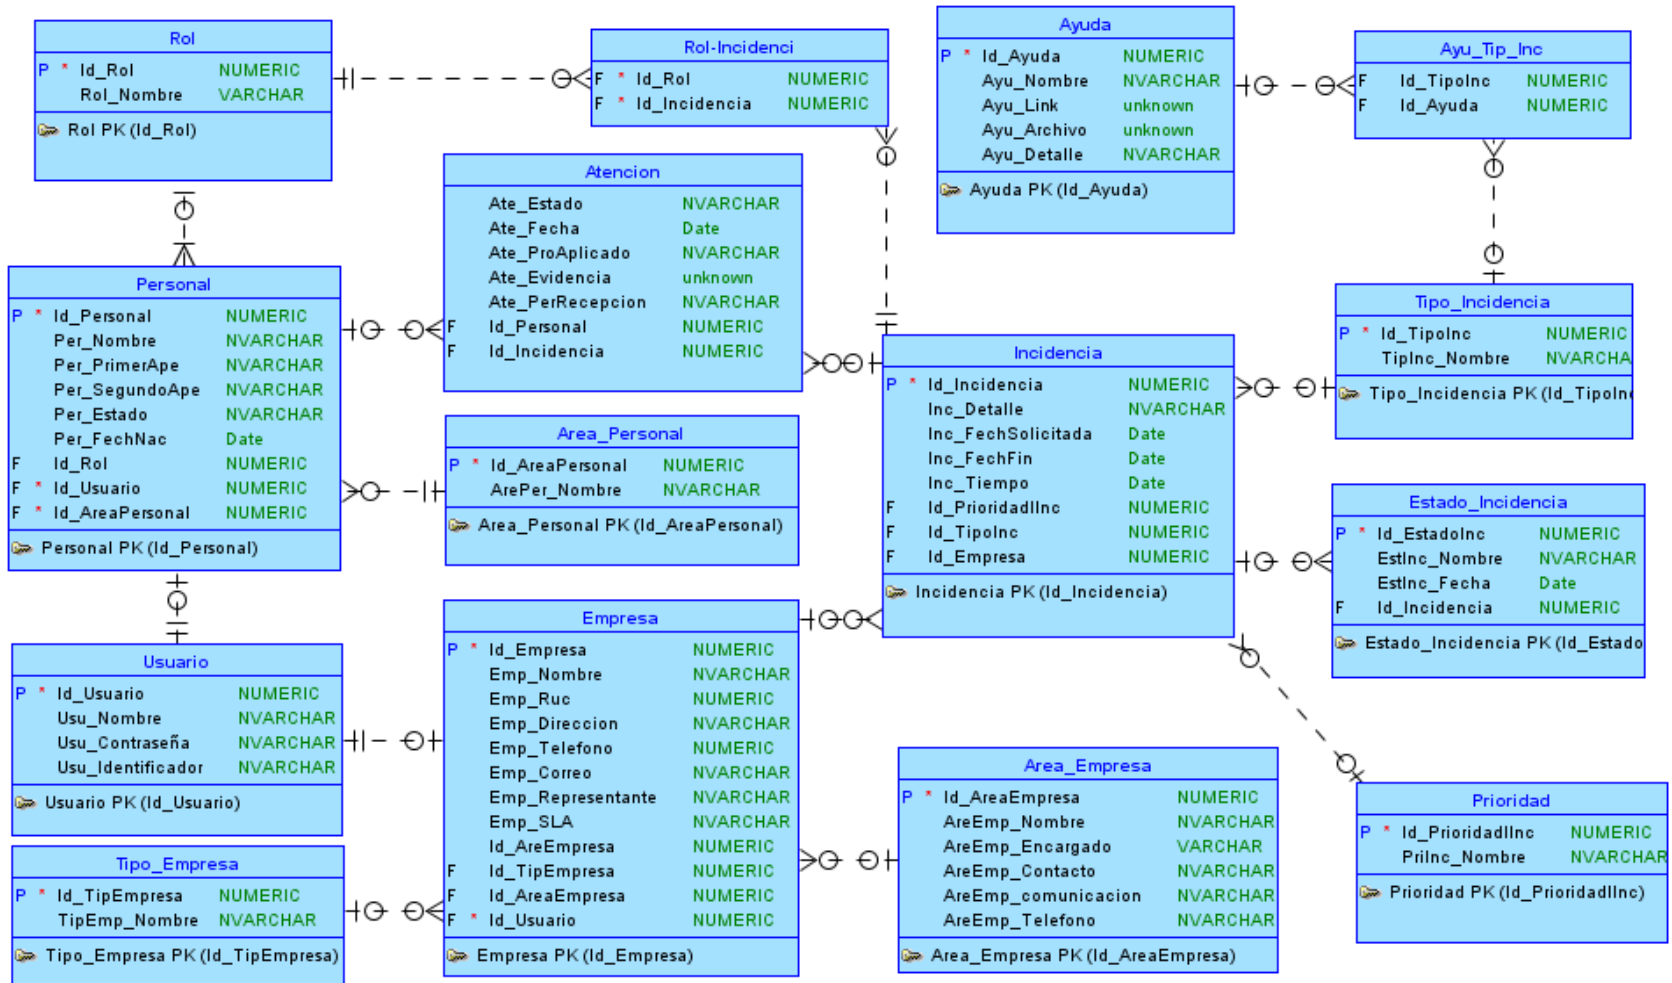 Rol
P * Id_Rol NUMERIC
Rol_Nombre VARCHAR
Rol PK (Id_Rol)
Rol-Incidenci
F * Id_Rol NUMERIC
F * Id_Incidencia NUMERIC
Ayuda
P * Id_Ayuda NUMERIC
Ayu_Nombre NVARCHAR
Ayu_Link unknown
Ayu_Archivo unknown
Ayu_Detalle NVARCHAR
Ayuda PK (Id_Ayuda)
Ayu_Tip_Inc
F Id_TipoInc NUMERIC
F Id_Ayuda NUMERIC
Atencion
Ate_Estado NVARCHAR
Ate_Fecha Date
Ate_ProAplicado NVARCHAR
Ate_Evidencia unknown
Ate_PerRecepcion NVARCHAR
F Id_Personal NUMERIC
F Id_Incidencia NUMERIC
Personal
P * Id_Personal NUMERIC
Per_Nombre NVARCHAR
Per_PrimerApe NVARCHAR
Per_SegundoApe NVARCHAR
Per_Estado NVARCHAR
Per_FechNac Date
F Id_Rol NUMERIC
F * Id_Usuario NUMERIC
F * Id_AreaPersonal NUMERIC
Personal PK (Id_Personal)
Area_Personal
P * Id_AreaPersonal NUMERIC
ArePer_Nombre NVARCHAR
Area_Personal PK (Id_AreaPersonal)
Incidencia
P * Id_Incidencia NUMERIC
Inc_Detalle NVARCHAR
Inc_FechSolicitada Date
Inc_FechFin Date
Inc_Tiempo Date
F Id_PrioridadIInc NUMERIC
F Id_TipoInc NUMERIC
F Id_Empresa NUMERIC
Incidencia PK (Id_Incidencia)
Tipo_Incidencia
P * Id_TipoInc NUMERIC
TipInc_Nombre NVARCHA
Tipo_Incidencia PK (Id_TipoIn
Estado_Incidencia
P * Id_EstadoInc NUMERIC
EstInc_Nombre NVARCHAR
EstInc_Fecha Date
F Id_Incidencia NUMERIC
Estado_Incidencia PK (Id_Estado
Usuario
P * Id_Usuario NUMERIC
Usu_Nombre NVARCHAR
Usu_Contraseña NVARCHAR
Usu_Identificador NVARCHAR
Usuario PK (Id_Usuario)
Empresa
P * Id_Empresa NUMERIC
Emp_Nombre NVARCHAR
Emp_Ruc NUMERIC
Emp_Direccion NVARCHAR
Emp_Telefono NUMERIC
Emp_Correo NVARCHAR
Emp_Representante NVARCHAR
Emp_SLA NVARCHAR
Id_AreEmpresa NUMERIC
F Id_TipEmpresa NUMERIC
F Id_AreaEmpresa NUMERIC
F * Id_Usuario NUMERIC
Empresa PK (Id_Empresa)
Tipo_Empresa
P * Id_TipEmpresa NUMERIC
TipEmp_Nombre NVARCHAR
Tipo_Empresa PK (Id_TipEmpresa)
Area_Empresa
P * Id_AreaEmpresa NUMERIC
AreEmp_Nombre NVARCHAR
AreEmp_Encargado VARCHAR
AreEmp_Contacto NVARCHAR
AreEmp_comunicacion NVARCHAR
AreEmp_Telefono NVARCHAR
Area_Empresa PK (Id_AreaEmpresa)
Prioridad
P * Id_PrioridadIInc NUMERIC
PriInc_Nombre NVARCHAR
Prioridad PK (Id_PrioridadIInc)